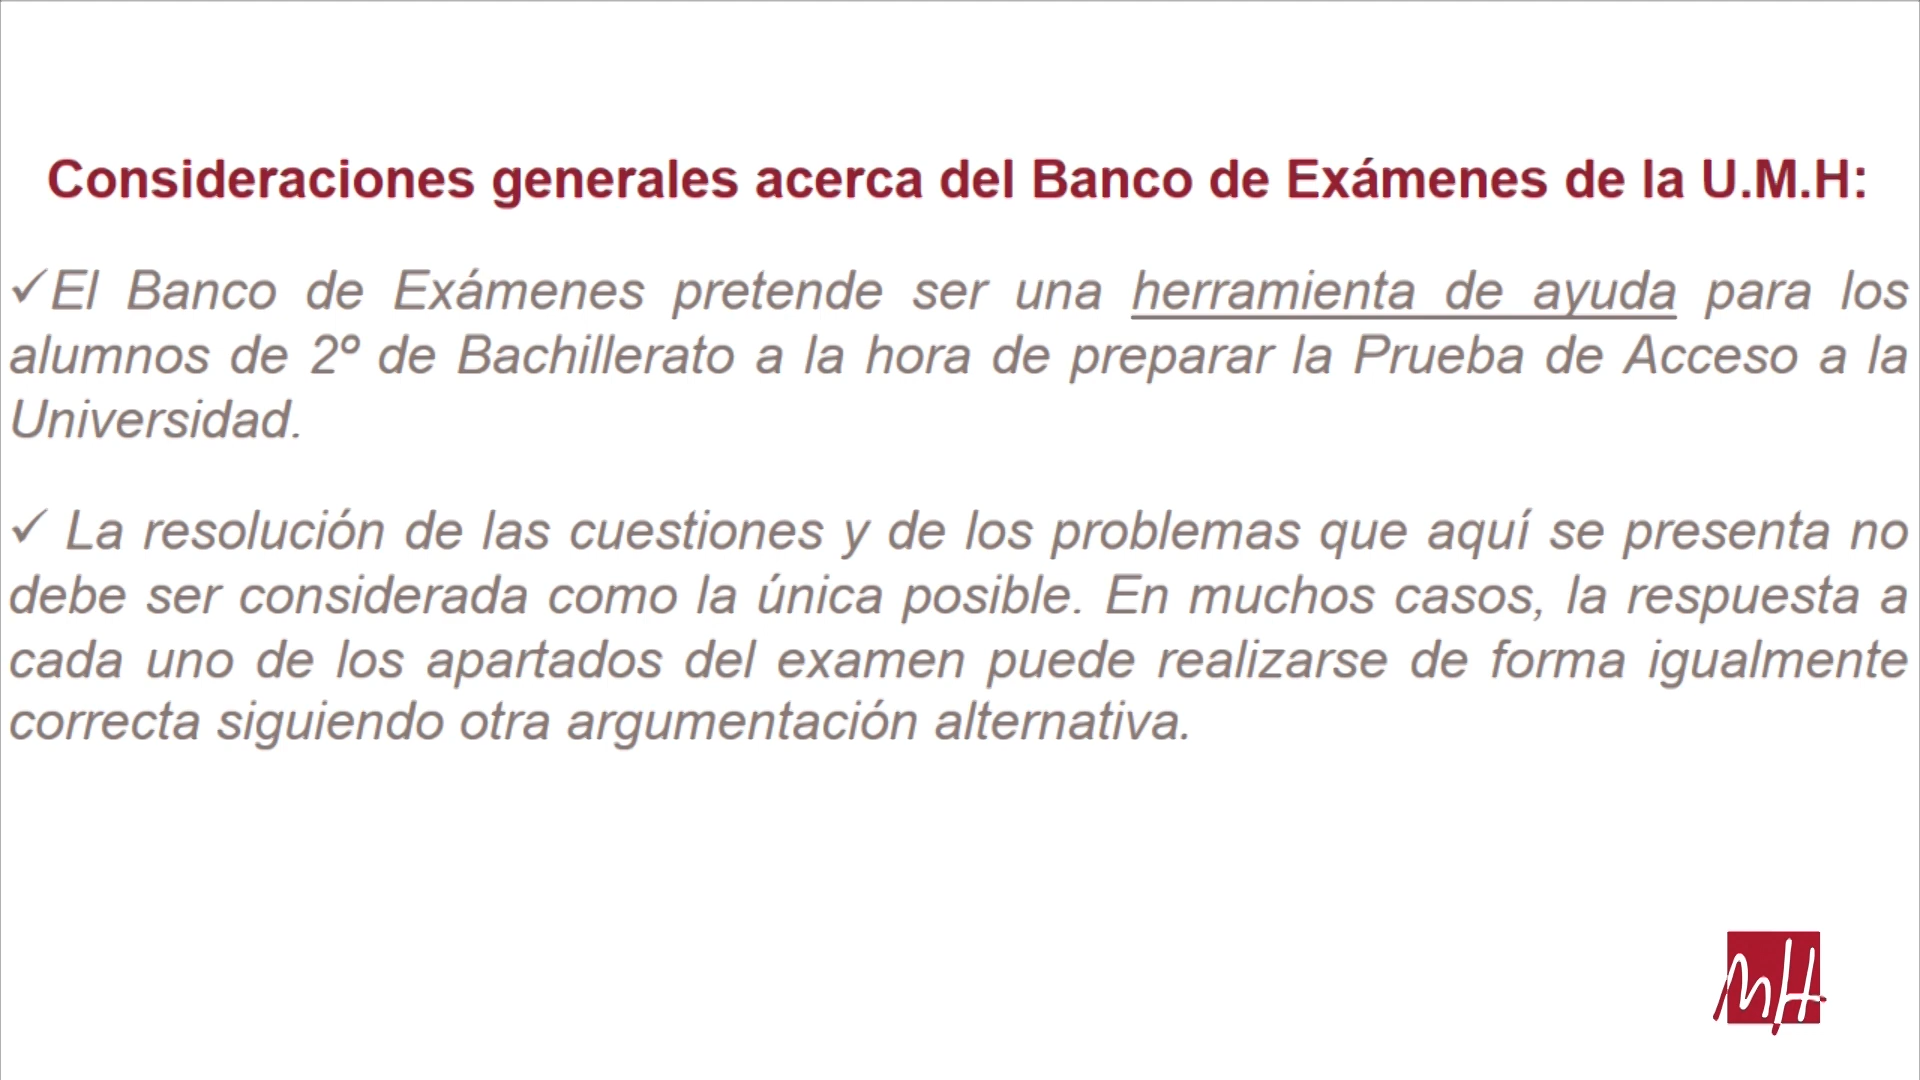 Consideraciones generales acerca del Banco de Exámenes de la U.M.H:
✓El Banco de Exámenes pretende ser una herramienta de ayuda para los
alumnos de 2º de Bachillerato a la hora de preparar la Prueba de Acceso a la
Universidad.
✓ La resolución de las cuestiones y de los problemas que aquí se presenta no
debe ser considerada como la única posible. En muchos casos, la respuesta a
cada uno de los apartados del examen puede realizarse de forma igualmente
correcta siguiendo otra argumentación alternativa.
MH